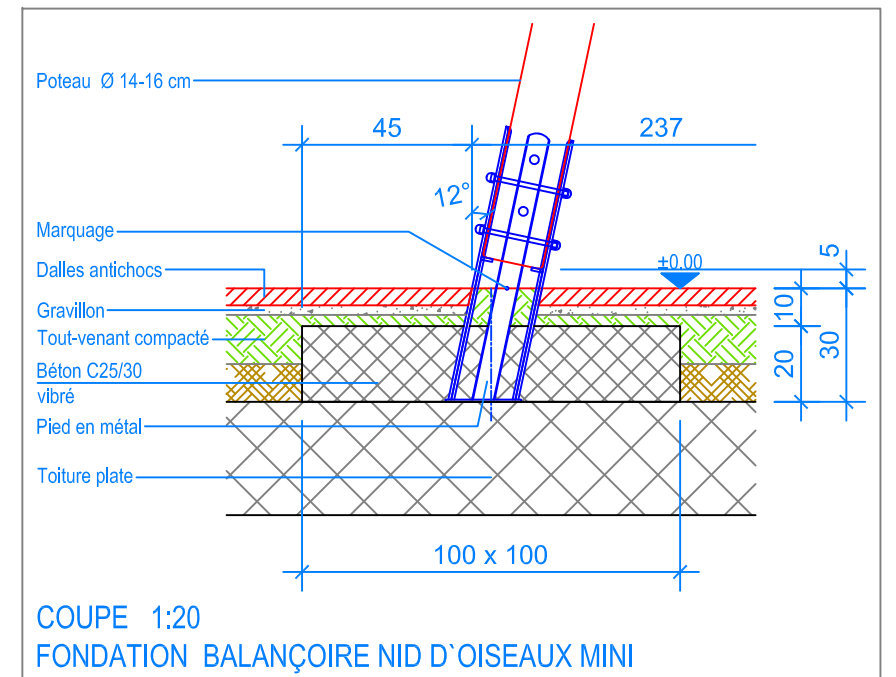 Poteau Ø 14-16 cm
45
237
12°
Marquage
Dalles antichocs
±0.00
5
Gravillon
10
Tout-venant compacté
30
20
Béton C25/30
vibré
Pied en métal
Toiture plate
100 x 100
COUPE 1:20
FONDATION BALANÇOIRE NID D`OISEAUX MINI